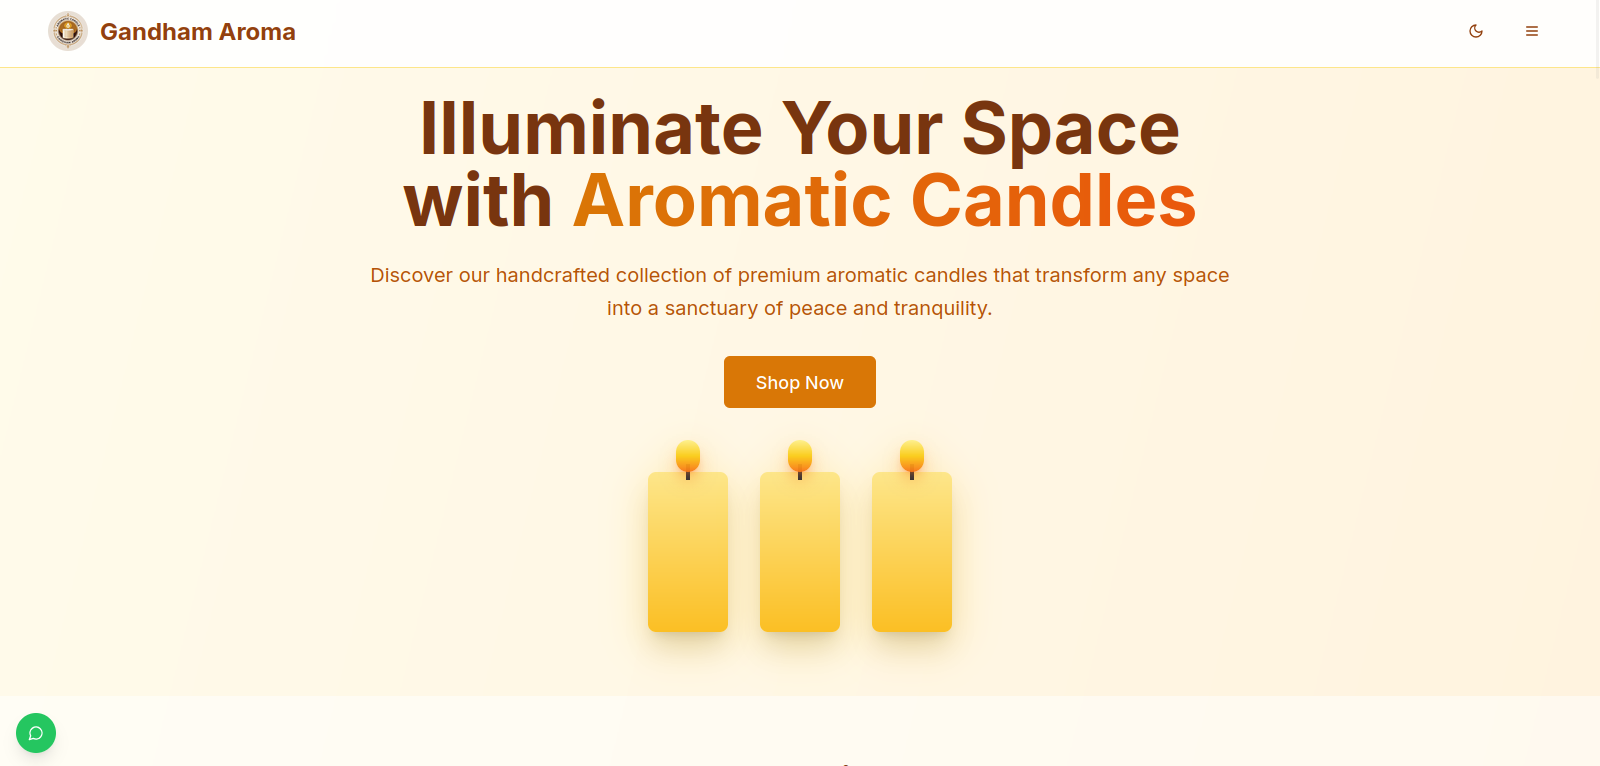 Gandham Aroma
Illuminate Your Space
with Aromatic Candles
Discover our handcrafted collection of premium aromatic candles that transform any space
into a sanctuary of peace and tranquility.
Shop Now